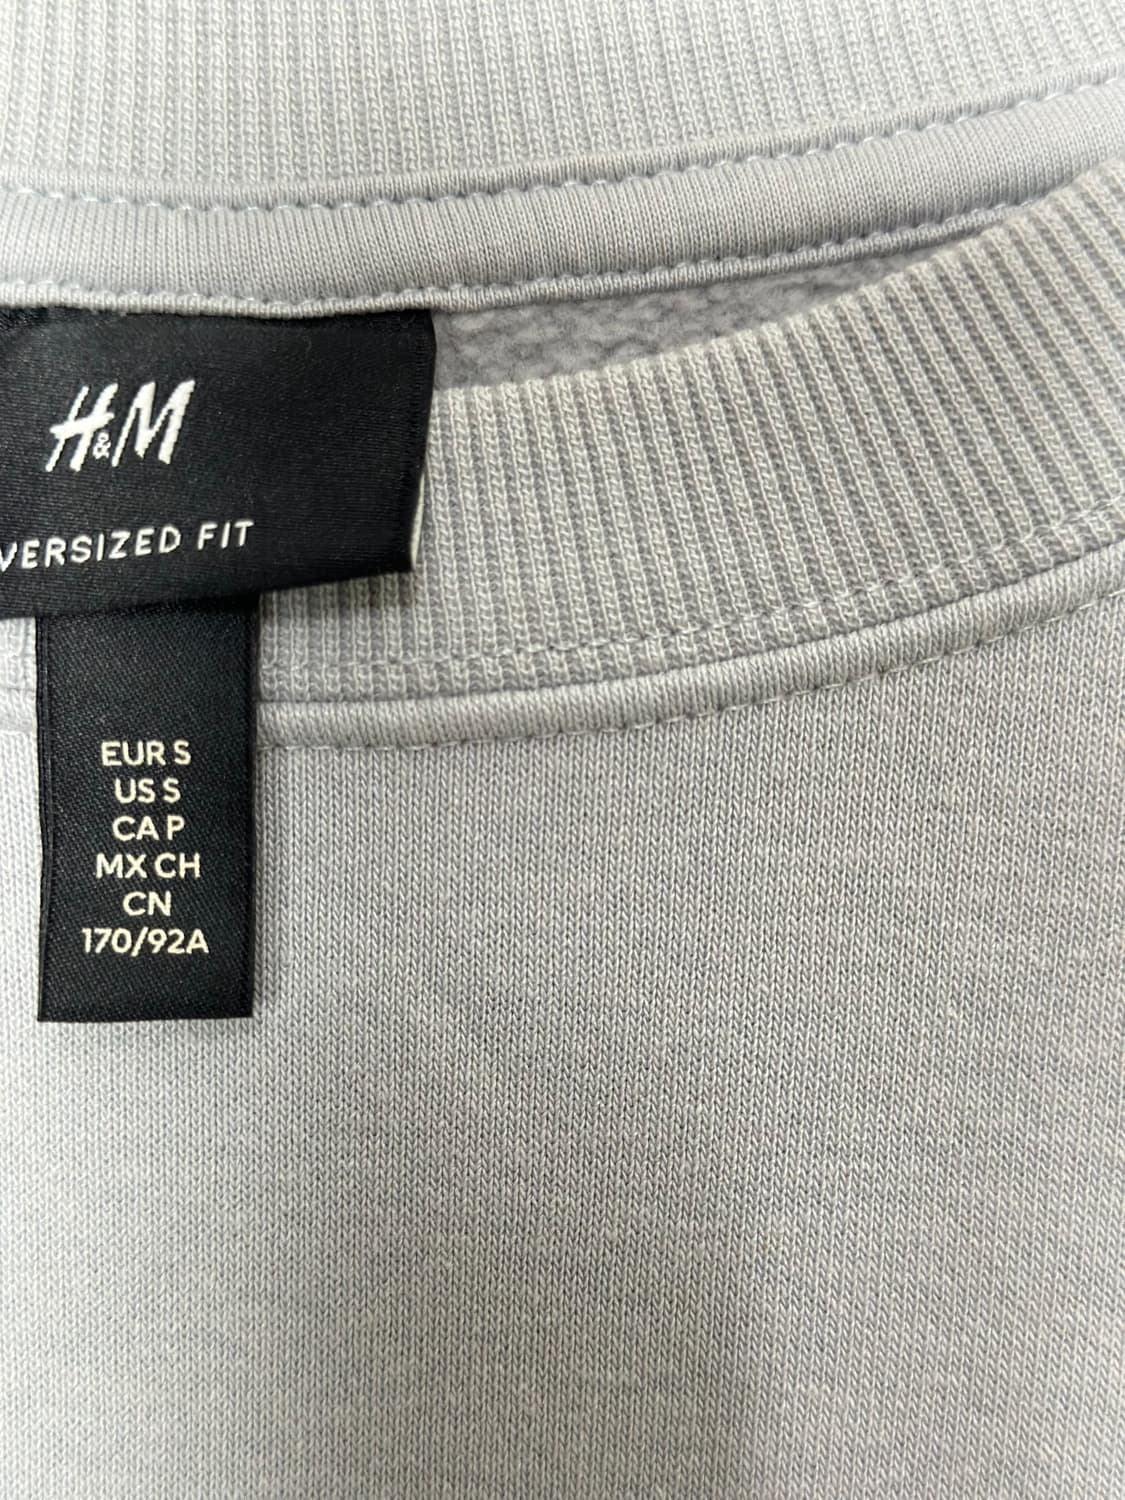 H&M
VERSIZED FIT
EUR S
US S
CA P
MX CH
CN
170/92A